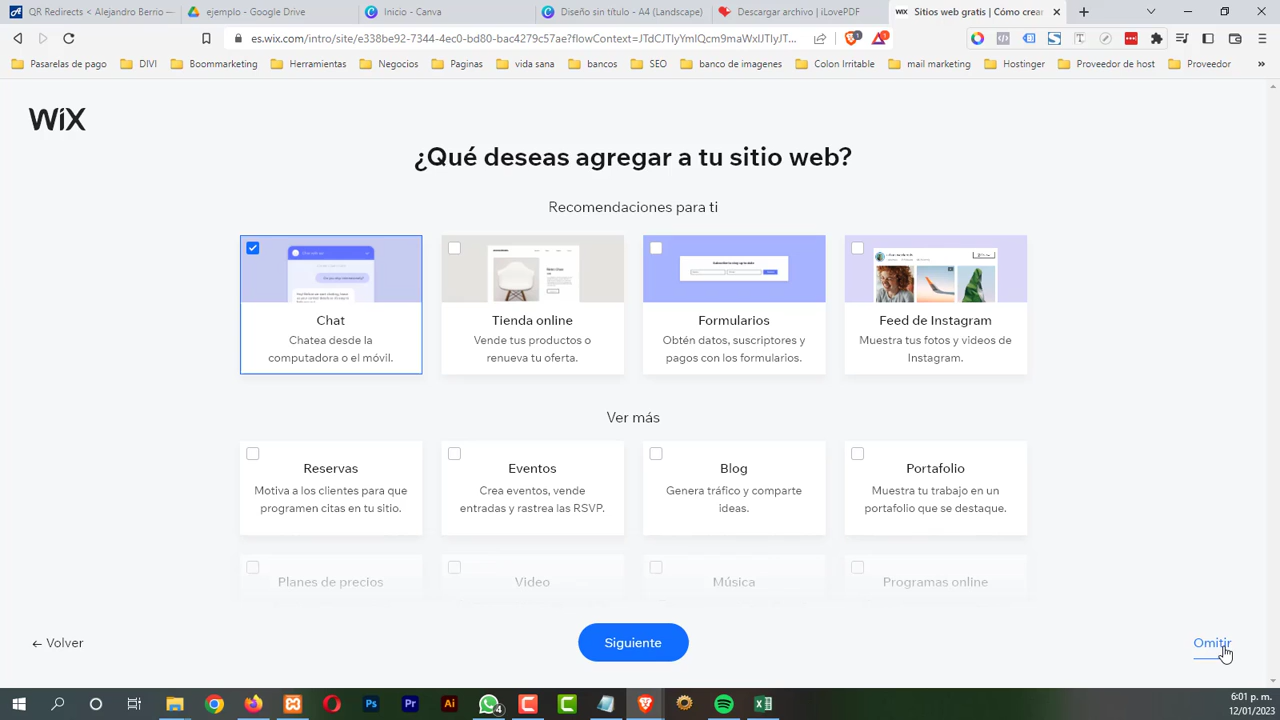 QR Redirects < Alejandro Berrio —
ejemplo - Google Drive
Inicio - Canva
Diseño sin título - A4 (Landscape)
Descargar archivo | iLovePDF
Sitios web gratis | Cómo crear
es.wix.com/intro/site/e338be92-7344-4ec0-bd80-bac4279c57ae?flowContext=JTdCJTIyYmlQcm9maWxlJTIyJT...
Pasarelas de pago
DIVI
Boommarketing
Herramientas
Negocios
Paginas
vida sana
bancos
SEO
banco de imagenes
Colon Irritable
mail marketing
Hostinger
Proveedor de host
Proveedor
WiX
¿Qué deseas agregar a tu sitio web?
Recomendaciones para ti
Chat
Chatea desde la
computadora o el móvil.
Tienda online
Vende tus productos o
renueva tu oferta.
Formularios
Obtén datos, suscriptores y
pagos con los formularios.
Feed de Instagram
Muestra tus fotos y videos de
Instagram.
Ver más
Reservas
Motiva a los clientes para que
programen citas en tu sitio.
Eventos
Crea eventos, vende
entradas y rastrea las RSVP.
Blog
Genera tráfico y comparte
ideas.
Portafolio
Muestra tu trabajo en un
portafolio que se destaque.
Planes de precios
Video
Música
Programas online
← Volver
Siguiente
Omitir
6:01 p. m.
12/01/2023